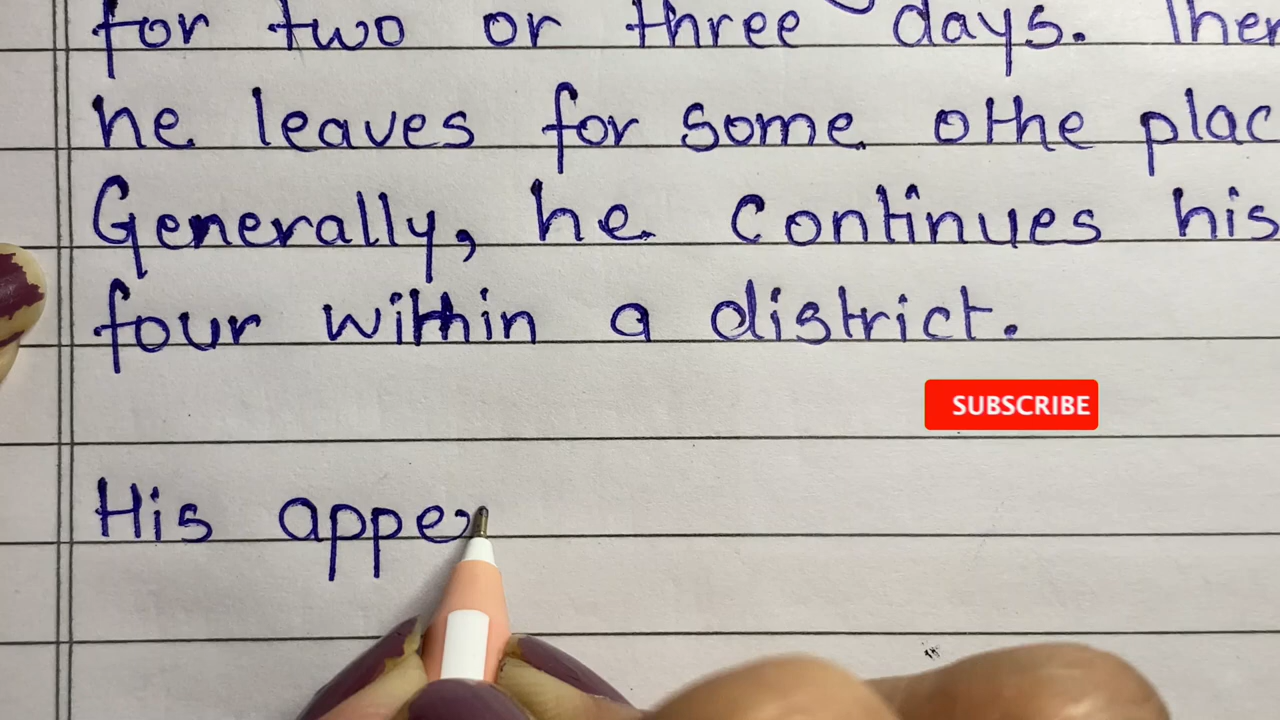 for two or three days. Then
he leaves for some othe plac
Generally, he continues his
four within a district.
SUBSCRIBE
His appe